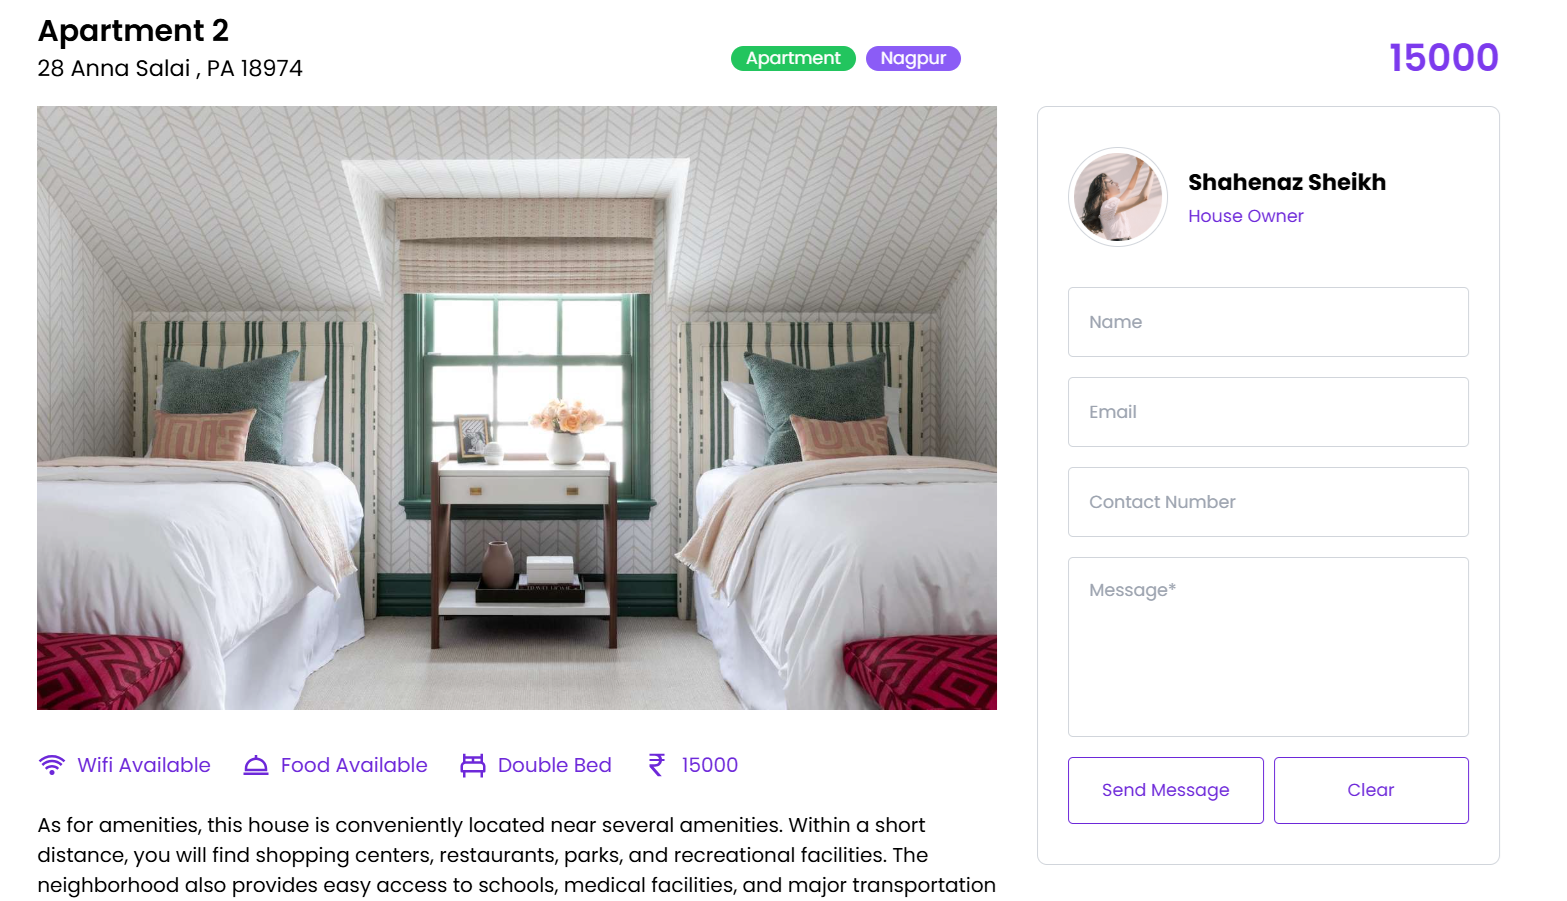 Apartment 2
28 Anna Salai , PA 18974
Apartment
Nagpur
15000
Shahenaz Sheikh
House Owner
Name
Email
Contact Number
Message*
Send Message
Clear
Wifi Available
Food Available
Double Bed
₹ 15000
As for amenities, this house is conveniently located near several amenities. Within a short
distance, you will find shopping centers, restaurants, parks, and recreational facilities. The
neighborhood also provides easy access to schools, medical facilities, and major transportation